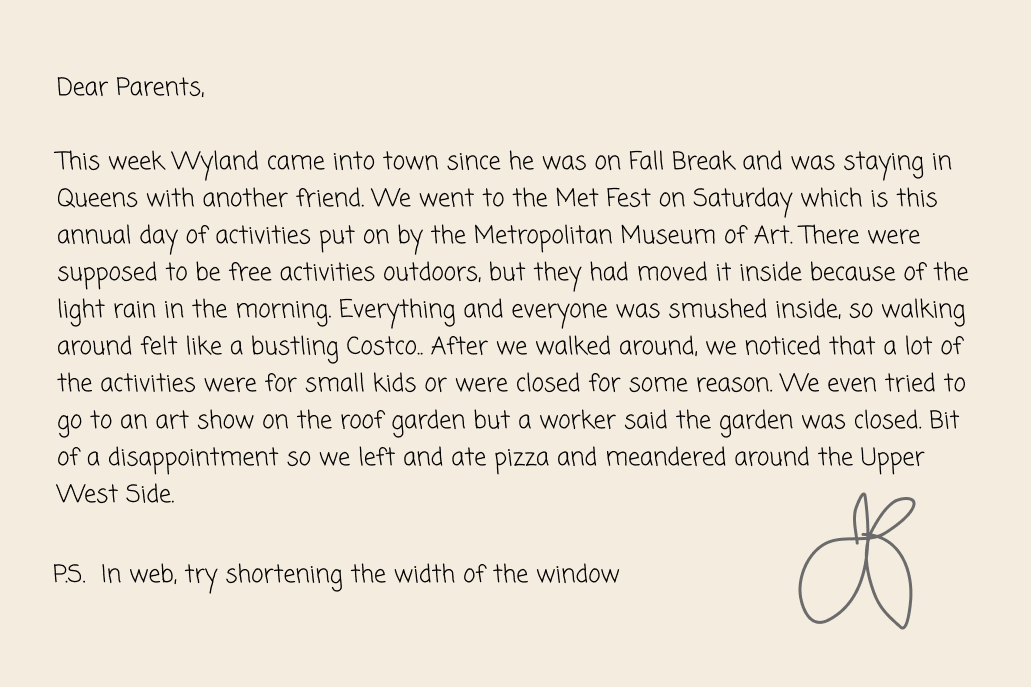 Dear Parents,
This week Wyland came into town since he was on Fall Break and was staying in
Queens with another friend. We went to the Met Fest on Saturday which is this
annual day of activities put on by the Metropolitan Museum of Art. There were
supposed to be free activities outdoors, but they had moved it inside because of the
light rain in the morning. Everything and everyone was smushed inside, so walking
around felt like a bustling Costco.. After we walked around, we noticed that a lot of
the activities were for small kids or were closed for some reason. We even tried to
go to an art show on the roof garden but a worker said the garden was closed. Bit
of a disappointment so we left and ate pizza and meandered around the Upper
West Side.
P.S.  In web, try shortening the width of the window